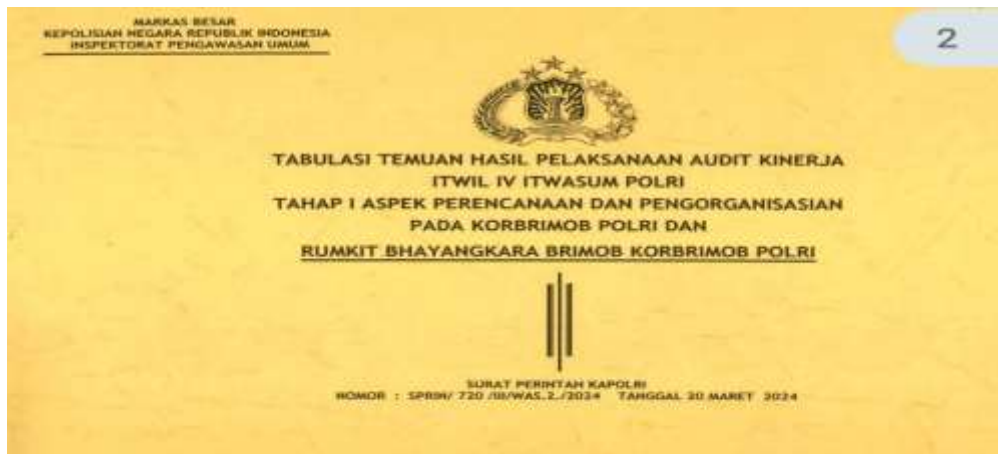 MARKAS BESAR
KEPOLISIAN NEGARA REPUBLIK INDONESIA
INSPEKTORAT PENGAWASAN UMUM
2
TABULASI TEMUAN HASIL PELAKSANAAN AUDIT KINERJA
ITWIL IV ITWASUM POLRI
TAHAP I ASPEK PERENCANAAN DAN PENGORGANISASIAN
PADA KORBRIMOB POLRI DAN
RUMKIT BHAYANGKARA BRIMOB KORBRIMOB POLRI
SURAT PERINTAH KAPOLRI
NOMOR : SPRIN/ 720 /III/WAS.2./2024 TANGGAL 20 MARET 2024